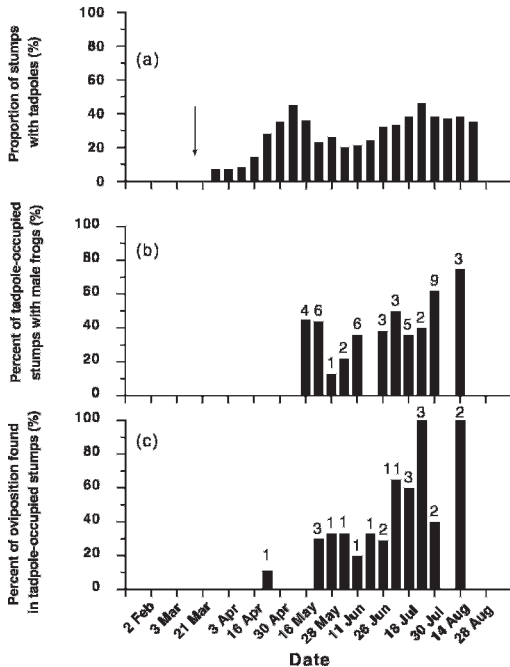 100
80
60
40
20
0
Proportion of stumps
with tadpoles (%)
(a)
100
80
60
40
20
0
Percent of tadpole-occupied
stumps with male frogs (%)
(b)
4 6 1 2 6 3 3 5 2 9 3
100
80
60
40
20
0
Percent of oviposition found
in tadpole-occupied stumps (%)
(c)
1 3 1 1 1 1 2 11 3 3 2 2
2 Feb 3 Mar 21 Mar 3 Apr 16 Apr 30 Apr 16 May 28 May 11 Jun 26 Jun 18 Jul 30 Jul 14 Aug 28 Aug
Date